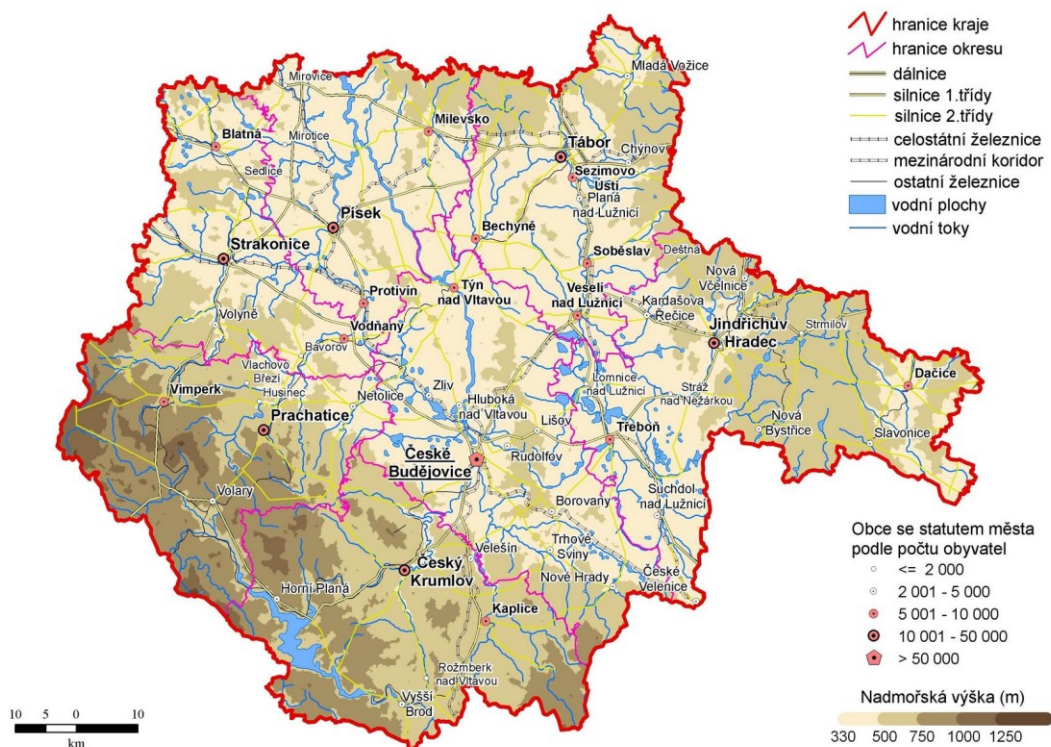 hranice kraje
hranice okresu
dálnice
silnice 1.třídy
silnice 2.třídy
celostátní železnice
mezinárodní koridor
ostatní železnice
vodní plochy
vodní toky
Mladá Vožice
Mirovice
Milevsko
Blatná
Mirotice
Tábor
Chýnov
Sedlice
Sezimovo
Ústí
Planá
nad Lužnicí
Písek
Bechyně
Strakonice
Soběslav
Deštná
Nová
Včelnice
Týn
nad Vltavou
Protivín
Veselí
nad Lužnicí
Kardašova
Řečice
Volyně
Vodňany
Bavorov
Jindřichův
Hradec
Strmilov
Vlachovo
Březí
Husinec
Vimperk
Zliv
Netolice
Prachatice
Hluboká
nad Vltavou
Lomnice
nad Lužnicí
Stráž
nad Nežárkou
Dačice
Lišov
Třeboň
Nová
Bystřice
Slavonice
České
Budějovice
Rudolfov
Volary
Borovany
Suchdol
nad Lužnicí
Trhové
Sviny
Velešín
Český
Krumlov
Nové Hrady
České
Velenice
Horní Planá
Kaplice
Rožmberk
nad Vltavou
Vyšší
Brod
Obce se statutem města
podle počtu obyvatel
<= 2 000
2 001 - 5 000
5 001 - 10 000
10 001 - 50 000
> 50 000
Nadmořská výška (m)
330 500 750 1000 1250
10 5 0 10
km